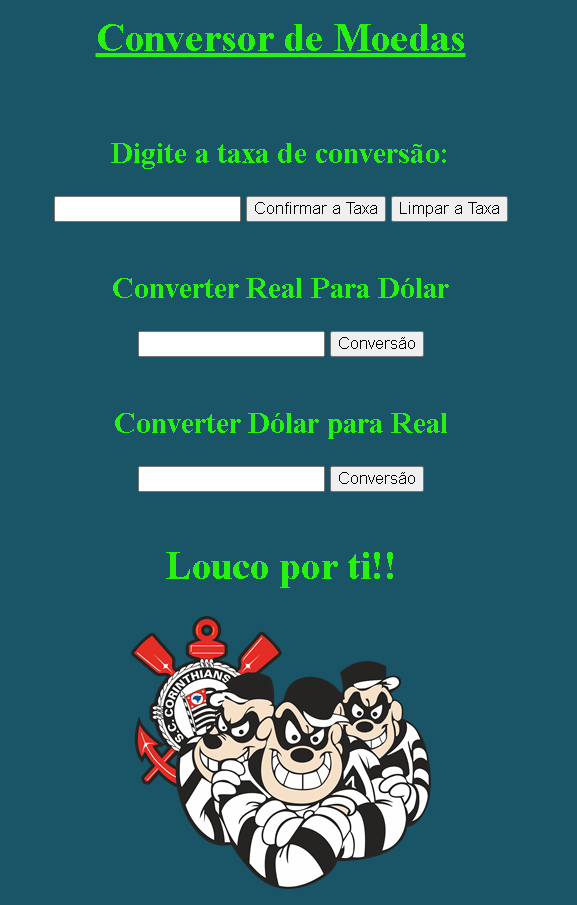 Conversor de Moedas
Digite a taxa de conversão:
Confirmar a Taxa Limpar a Taxa
Converter Real Para Dólar
Conversão
Converter Dólar para Real
Conversão
Louco por ti!!
S. C. CORINTHIANS